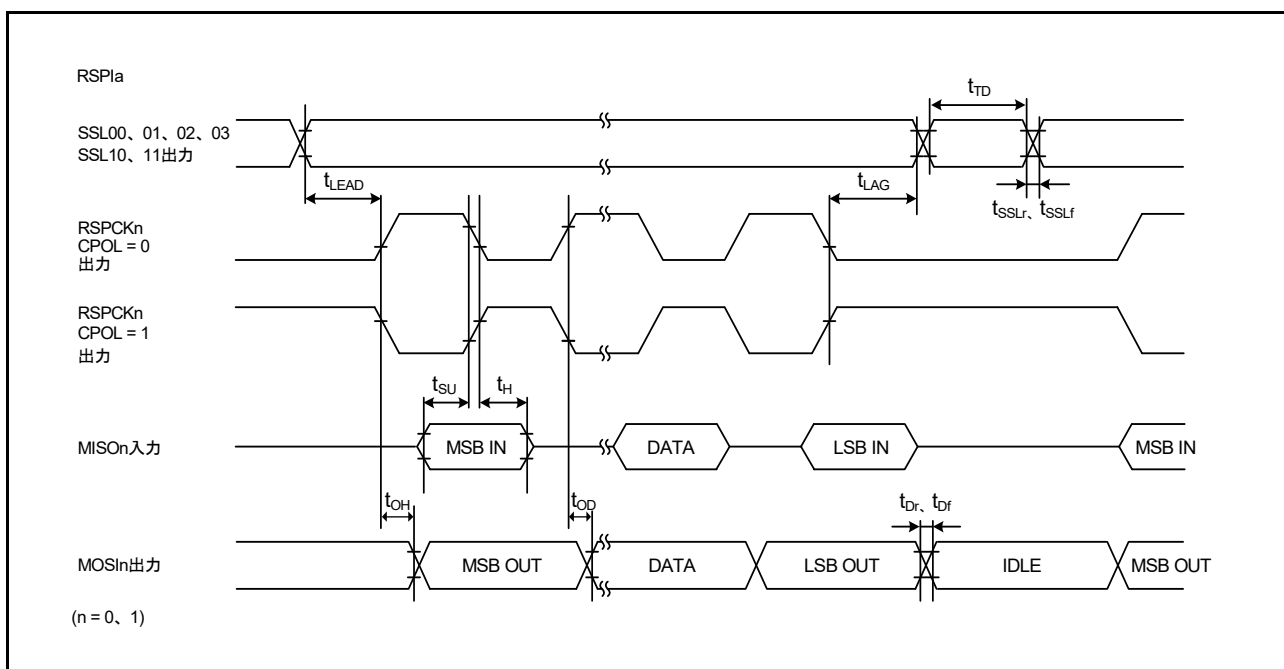 RSPIa
tTD
SSL00、01、02、03
SSL10、11出力
tLEAD
tLAG
tSSLr、tSSLf
RSPCKn
CPOL = 0
出力
RSPCKn
CPOL = 1
出力
tSU
tH
MISOn入力
MSB IN
DATA
LSB IN
MSB IN
tOH
tOD
tDr、tDf
MOSIn出力
MSB OUT
DATA
LSB OUT
IDLE
MSB OUT
(n = 0、1)